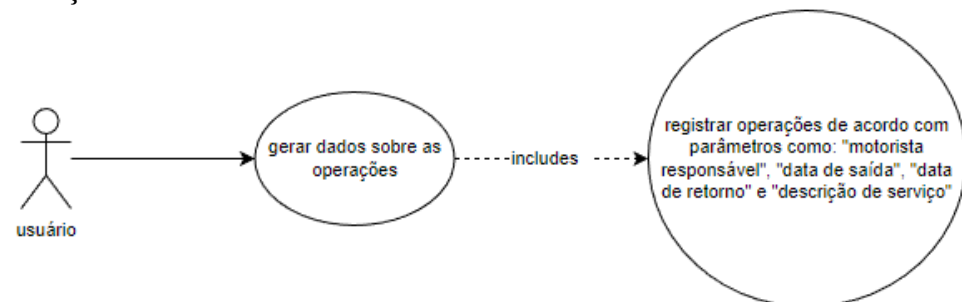 gerar dados sobre as
operações
includes
registrar operações de acordo com
parâmetros como: "motorista
responsável", "data de saída", "data
de retorno" e "descrição de serviço"
usuário